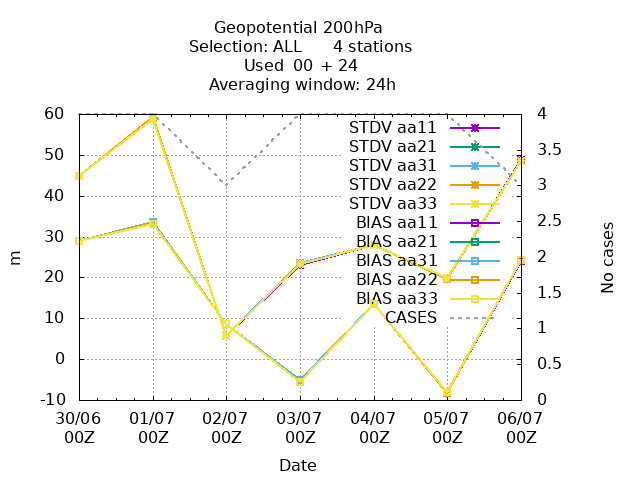 Geopotential 200hPa
Selection: ALL 4 stations
Used 00 + 24
Averaging window: 24h
60
50
40
30
20
10
0
-10
m
4
3.5
3
2.5
2
1.5
1
0.5
0
No cases
STDV aa11
STDV aa21
STDV aa31
STDV aa22
STDV aa33
BIAS aa11
BIAS aa21
BIAS aa31
BIAS aa22
BIAS aa33
CASES
30/06 01/07 02/07 03/07 04/07 05/07 06/07
00Z 00Z 00Z 00Z 00Z 00Z 00Z
Date